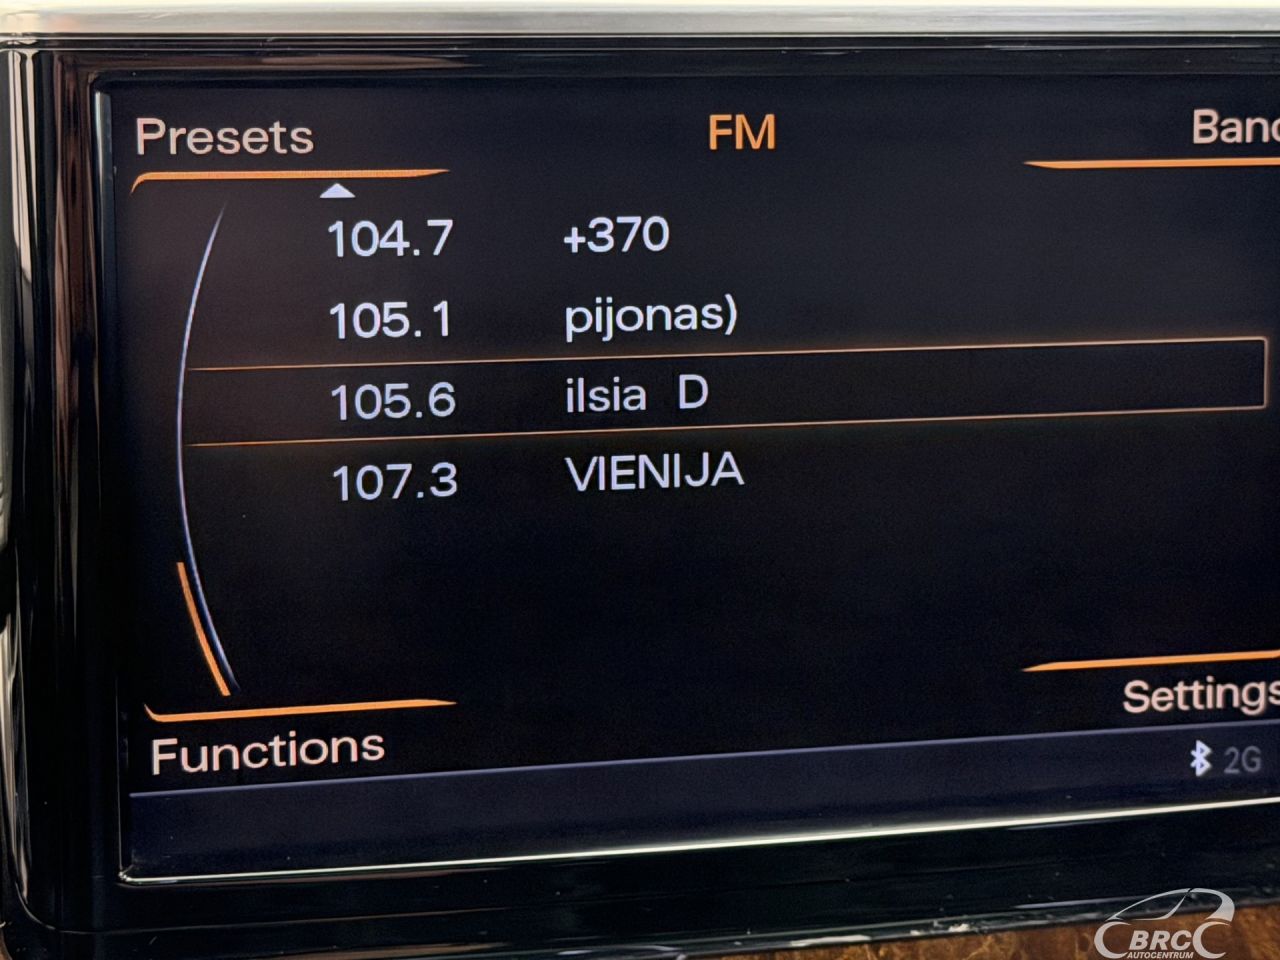 Presets FM Band
104.7 +370
105.1 pijonas)
105.6 ilsia D
107.3 VIENIJA
Settings
Functions
2G
BRC
AUTOCENTRUM